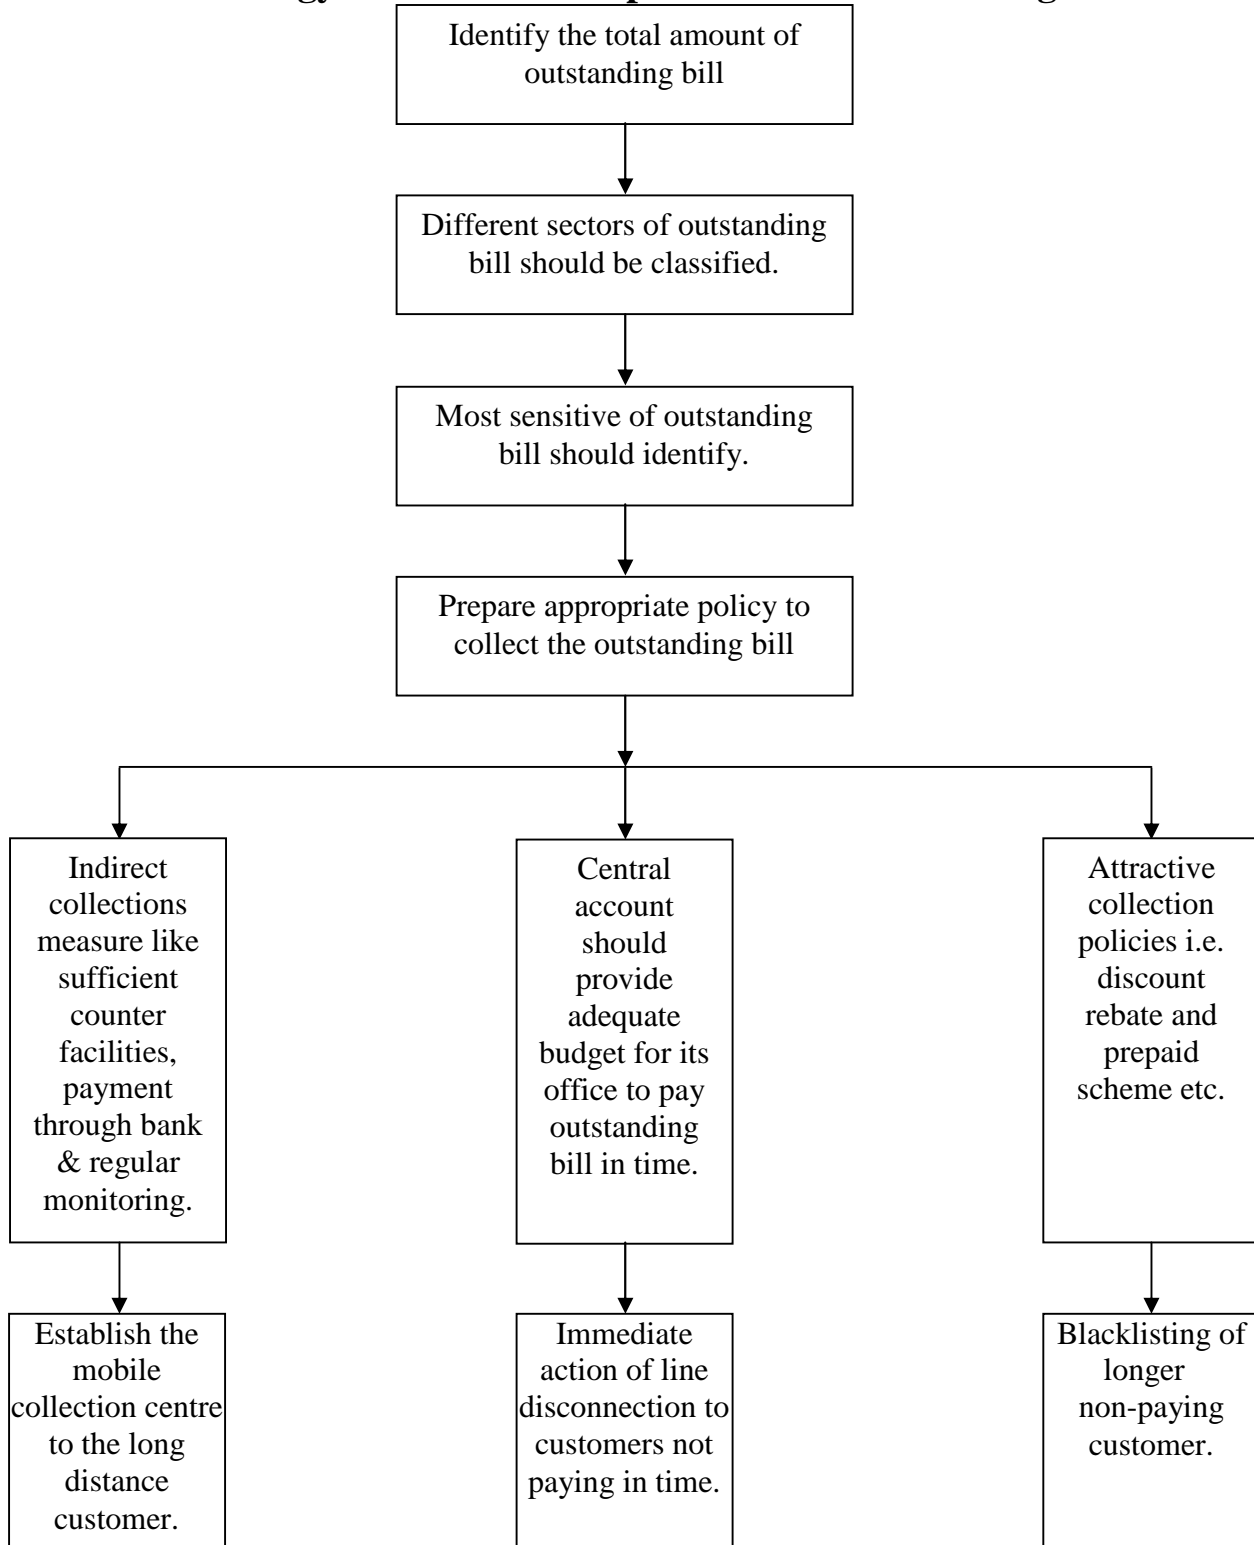 Identify the total amount of
outstanding bill
Different sectors of outstanding
bill should be classified.
Most sensitive of outstanding
bill should identify.
Prepare appropriate policy to
collect the outstanding bill
Indirect
collections
measure like
sufficient
counter
facilities,
payment
through bank
& regular
monitoring.
Central
account
should
provide
adequate
budget for its
office to pay
outstanding
bill in time.
Attractive
collection
policies i.e.
discount
rebate and
prepaid
scheme etc.
Establish the
mobile
collection centre
to the long
distance
customer.
Immediate
action of line
disconnection to
customers not
paying in time.
Blacklisting of
longer
non-paying
customer.